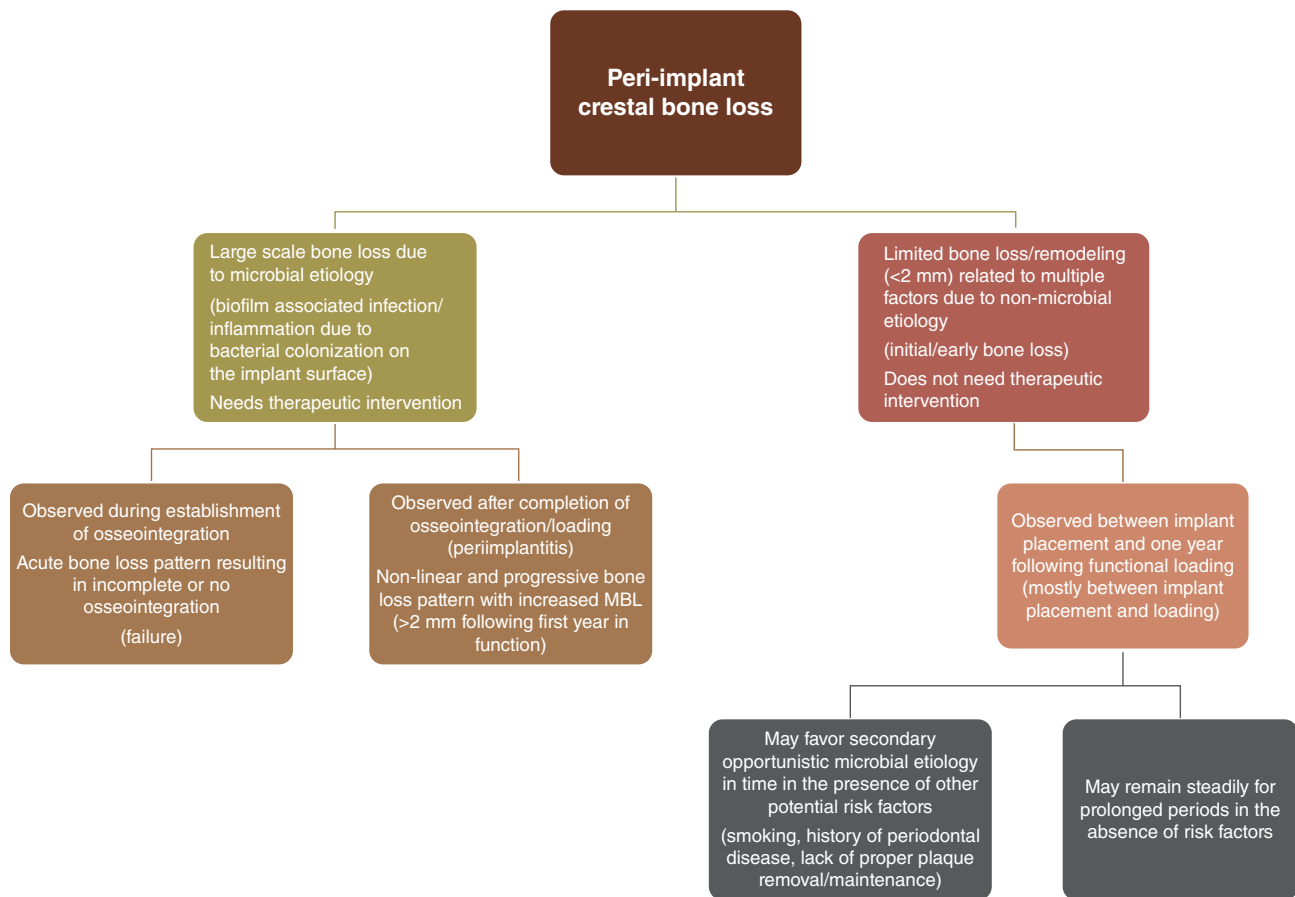 Peri-implant
crestal bone loss
Large scale bone loss due
to microbial etiology
(biofilm associated infection/
inflammation due to
bacterial colonization on
the implant surface)
Needs therapeutic intervention
Limited bone loss/remodeling
(<2 mm) related to multiple
factors due to non-microbial
etiology
(initial/early bone loss)
Does not need therapeutic
intervention
Observed during establishment
of osseointegration
Acute bone loss pattern resulting
in incomplete or no
osseointegration
(failure)
Observed after completion of
osseointegration/loading
(periimplantitis)
Non-linear and progressive bone
loss pattern with increased MBL
(>2 mm following first year in
function)
Observed between implant
placement and one year
following functional loading
(mostly between implant
placement and loading)
May favor secondary
opportunistic microbial etiology
in time in the presence of other
potential risk factors
(smoking, history of periodontal
disease, lack of proper plaque
removal/maintenance)
May remain steadily for
prolonged periods in the
absence of risk factors